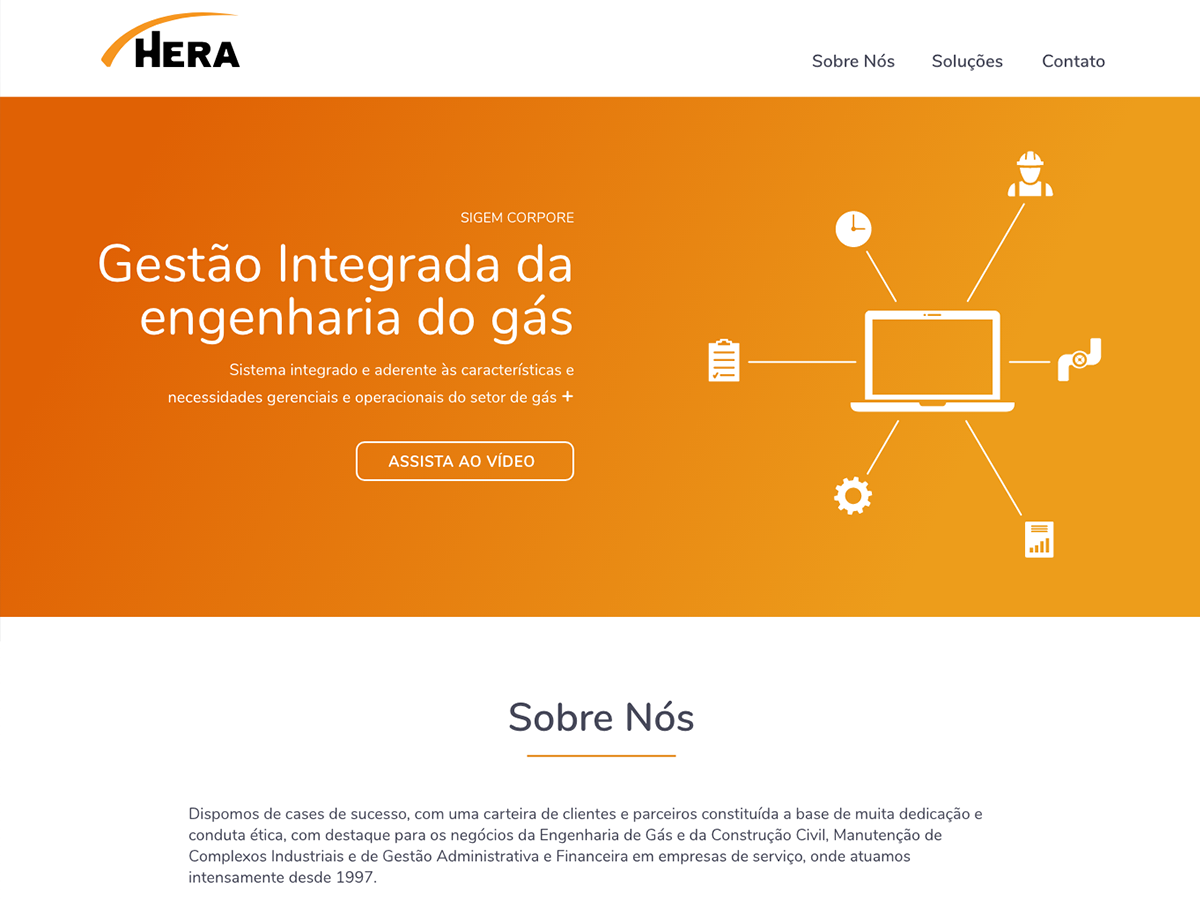 HERA
Sobre Nós
Soluções
Contato
SIGEM CORPORE
Gestão Integrada da
engenharia do gás
Sistema integrado e aderente às características e
necessidades gerenciais e operacionais do setor de gás +
ASSISTA AO VÍDEO
Sobre Nós
Dispomos de cases de sucesso, com uma carteira de clientes e parceiros constituída a base de muita dedicação e
conduta ética, com destaque para os negócios da Engenharia de Gás e da Construção Civil, Manutenção de
Complexos Industriais e de Gestão Administrativa e Financeira em empresas de serviço, onde atuamos
intensamente desde 1997.